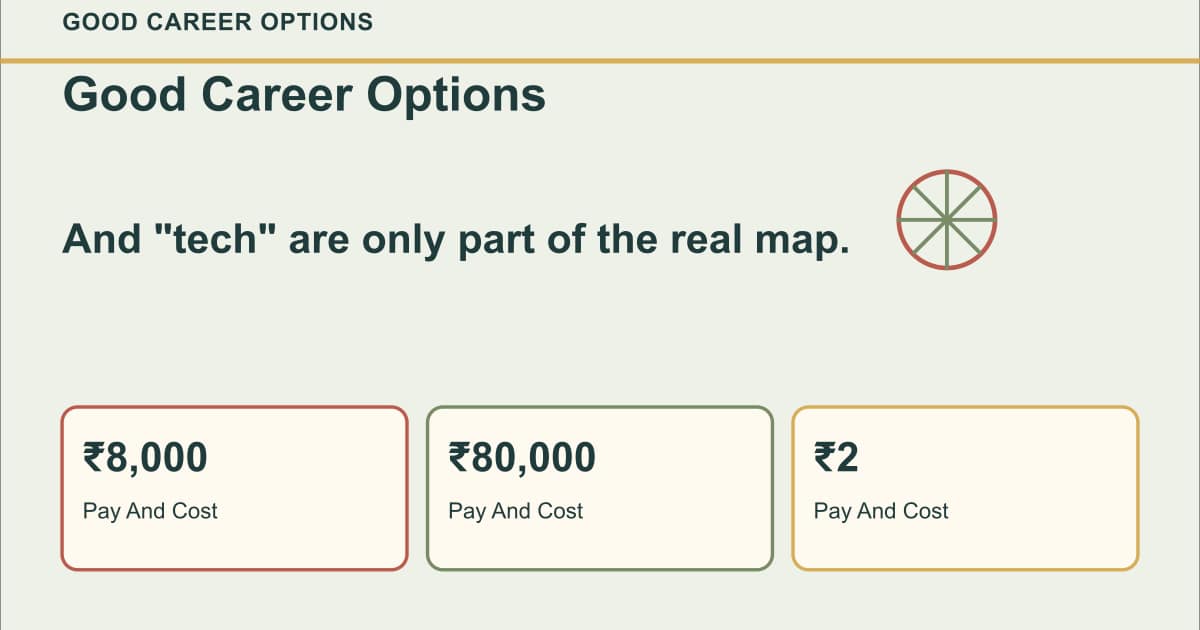 GOOD CAREER OPTIONS
Good Career Options
And "tech" are only part of the real map.
₹8,000
Pay And Cost
₹80,000
Pay And Cost
₹2
Pay And Cost